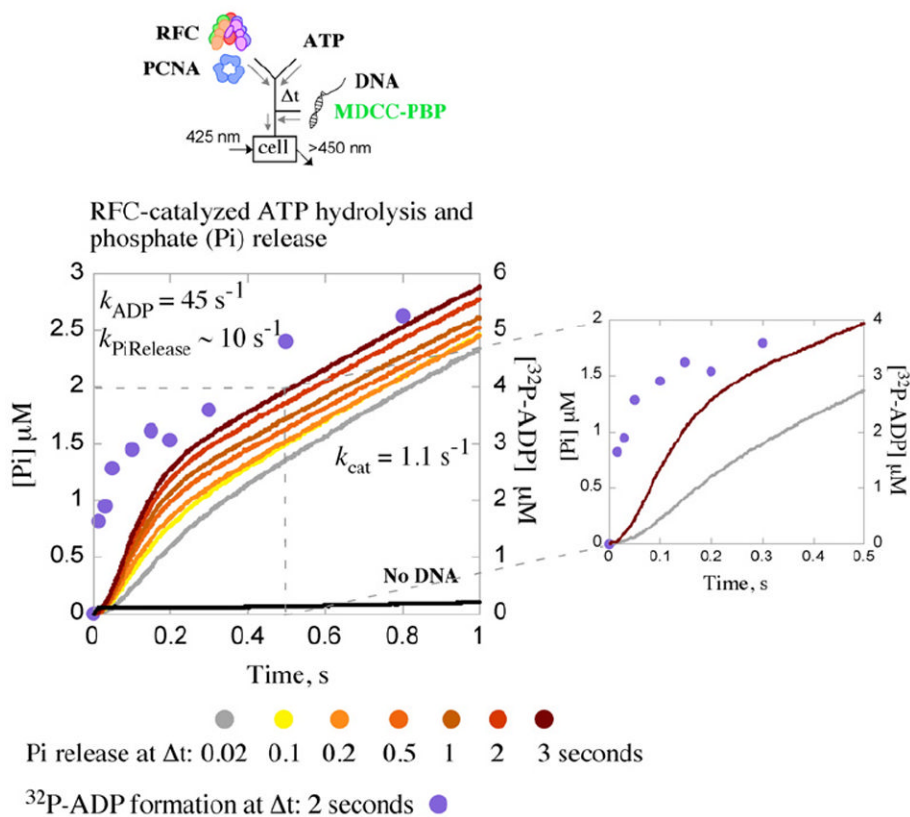 RFC
ATP
PCNA
Δt
DNA
MDCC-PBP
425 nm
cell
>450 nm
RFC-catalyzed ATP hydrolysis and
phosphate (Pi) release
3
2.5
2
1.5
1
0.5
0
[Pi] μM
kADP = 45 s-1
kPiRelease ~ 10 s-1
kcat = 1.1 s-1
No DNA
6
5
4
3
2
1
0
[32P-ADP] μM
0 0.2 0.4 0.6 0.8 1
Time, s
2
1.5
1
0.5
0
[Pi] μM
4
3
2
1
0
[32P-ADP] μM
0 0.1 0.2 0.3 0.4 0.5
Time, s
Pi release at Δt: 0.02 0.1 0.2 0.5 1 2 3 seconds
32P-ADP formation at Δt: 2 seconds